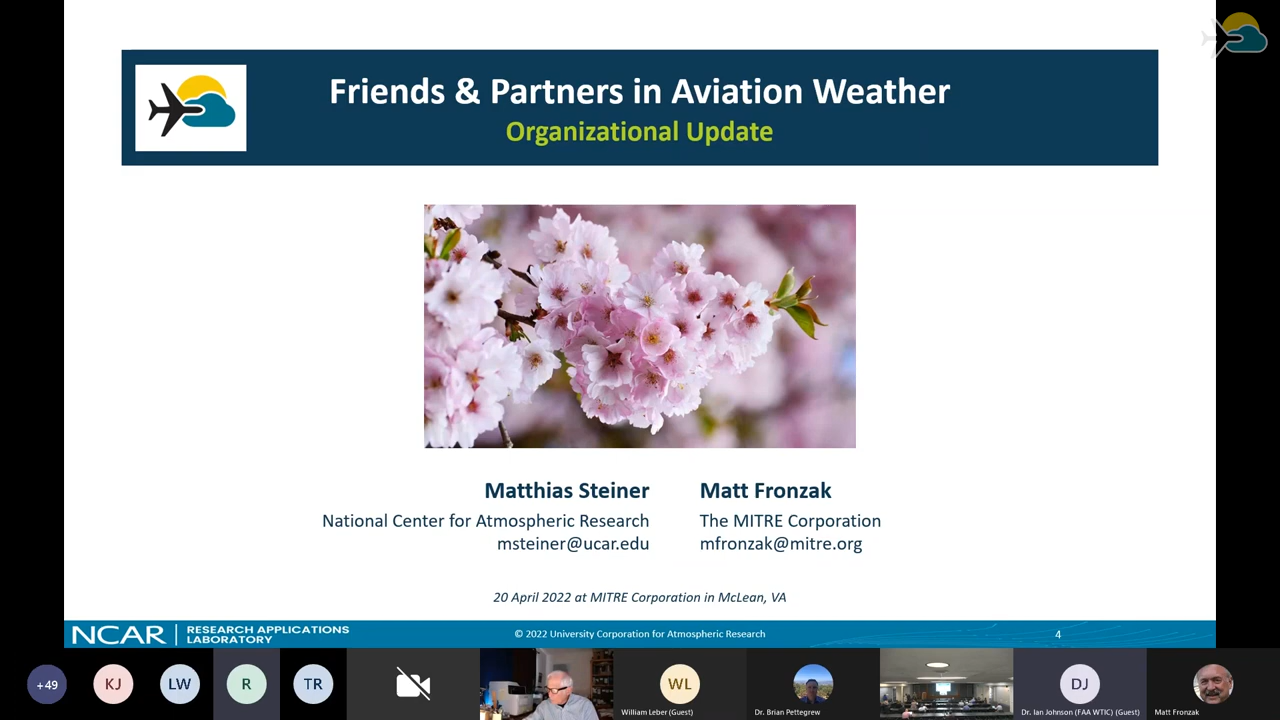 Friends & Partners in Aviation Weather
Organizational Update
Matthias Steiner
National Center for Atmospheric Research
msteiner@ucar.edu
Matt Fronzak
The MITRE Corporation
mfronzak@mitre.org
20 April 2022 at MITRE Corporation in McLean, VA
NCAR
RESEARCH APPLICATIONS
LABORATORY
© 2022 University Corporation for Atmospheric Research
4
+49
KJ
LW
R
TR
WL
William Leber (Guest)
Dr. Brian Pettegrew
DJ
Dr. Ian Johnson (FAA WTIC) (Guest)
Matt Fronzak